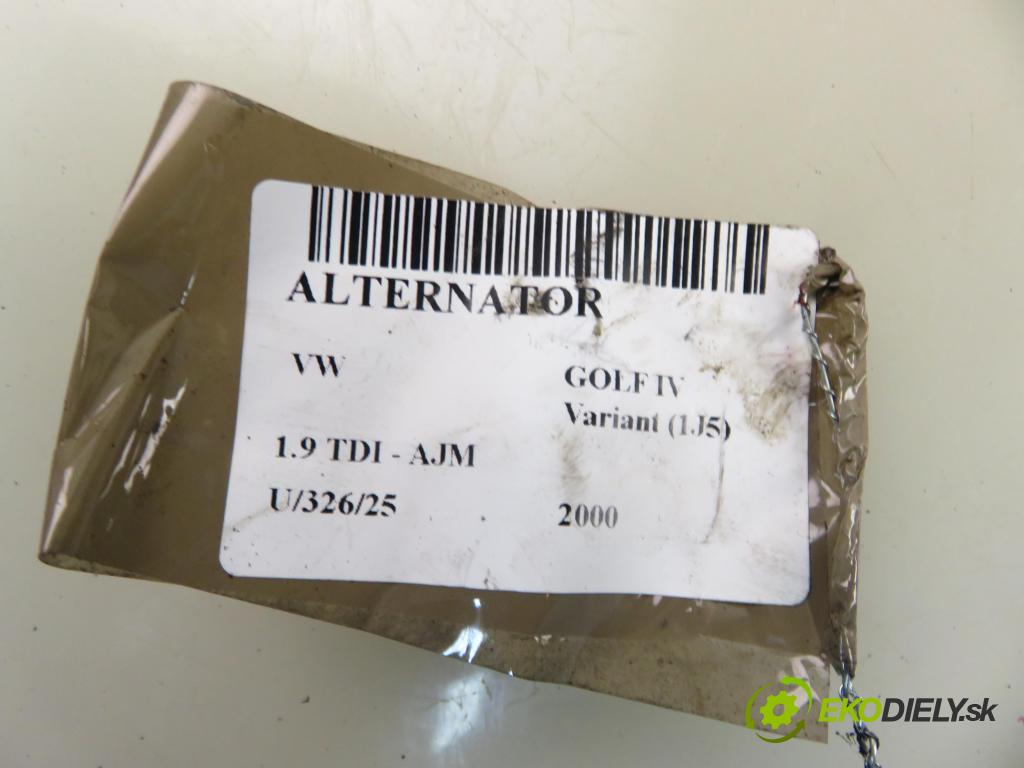 ALTERNATOR
VW
GOLF IV
Variant (1J5)
1.9 TDI - AJM
U/326/25
2000
EKODIELY.sk